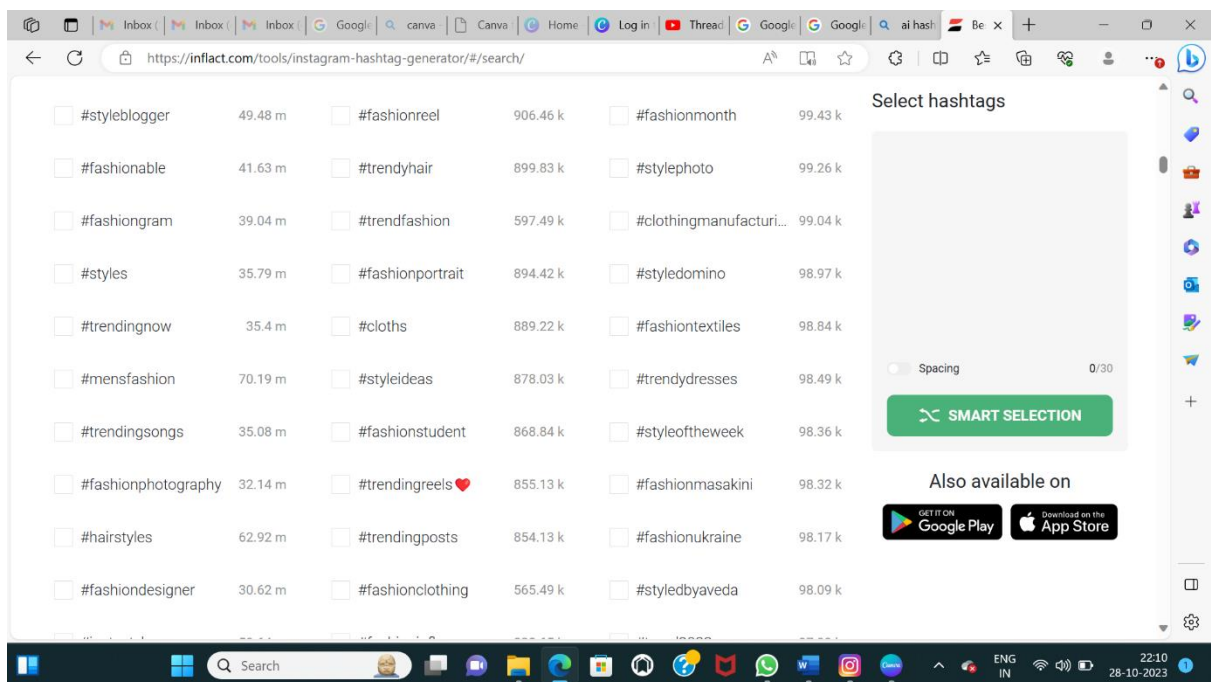 Inbox ( Inbox ( Inbox ( Google canva - Canva Home Log in Thread Google Google ai hash Be
https://inflact.com/tools/instagram-hashtag-generator/#/search/
Select hashtags
#styleblogger 49.48 m #fashionreel 906.46 k #fashionmonth 99.43 k
#fashionable 41.63 m #trendyhair 899.83 k #stylephoto 99.26 k
#fashiongram 39.04 m #trendfashion 597.49 k #clothingmanufacturi... 99.04 k
#styles 35.79 m #fashionportrait 894.42 k #styledomino 98.97 k
#trendingnow 35.4 m #cloths 889.22 k #fashiontextiles 98.84 k
Spacing 0/30
#mensfashion 70.19 m #styleideas 878.03 k #trendydresses 98.49 k
SMART SELECTION
#trendingsongs 35.08 m #fashionstudent 868.84 k #styleoftheweek 98.36 k
#fashionphotography 32.14 m #trendingreels❤️ 855.13 k #fashionmasakini 98.32 k
Also available on
GET IT ON Google Play Download on the App Store
#hairstyles 62.92 m #trendingposts 854.13 k #fashionukraine 98.17 k
#fashiondesigner 30.62 m #fashionclothing 565.49 k #styledbyaveda 98.09 k
Search
ENG 22:10
IN 28-10-2023 1